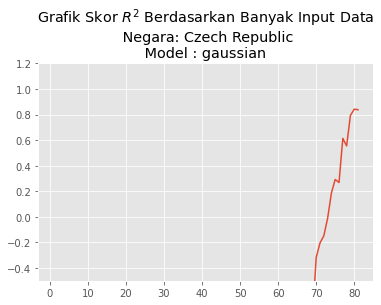 Grafik Skor R² Berdasarkan Banyak Input Data
Negara: Czech Republic
Model : gaussian
1.2
1.0
0.8
0.6
0.4
0.2
0.0
−0.2
−0.4
0 10 20 30 40 50 60 70 80